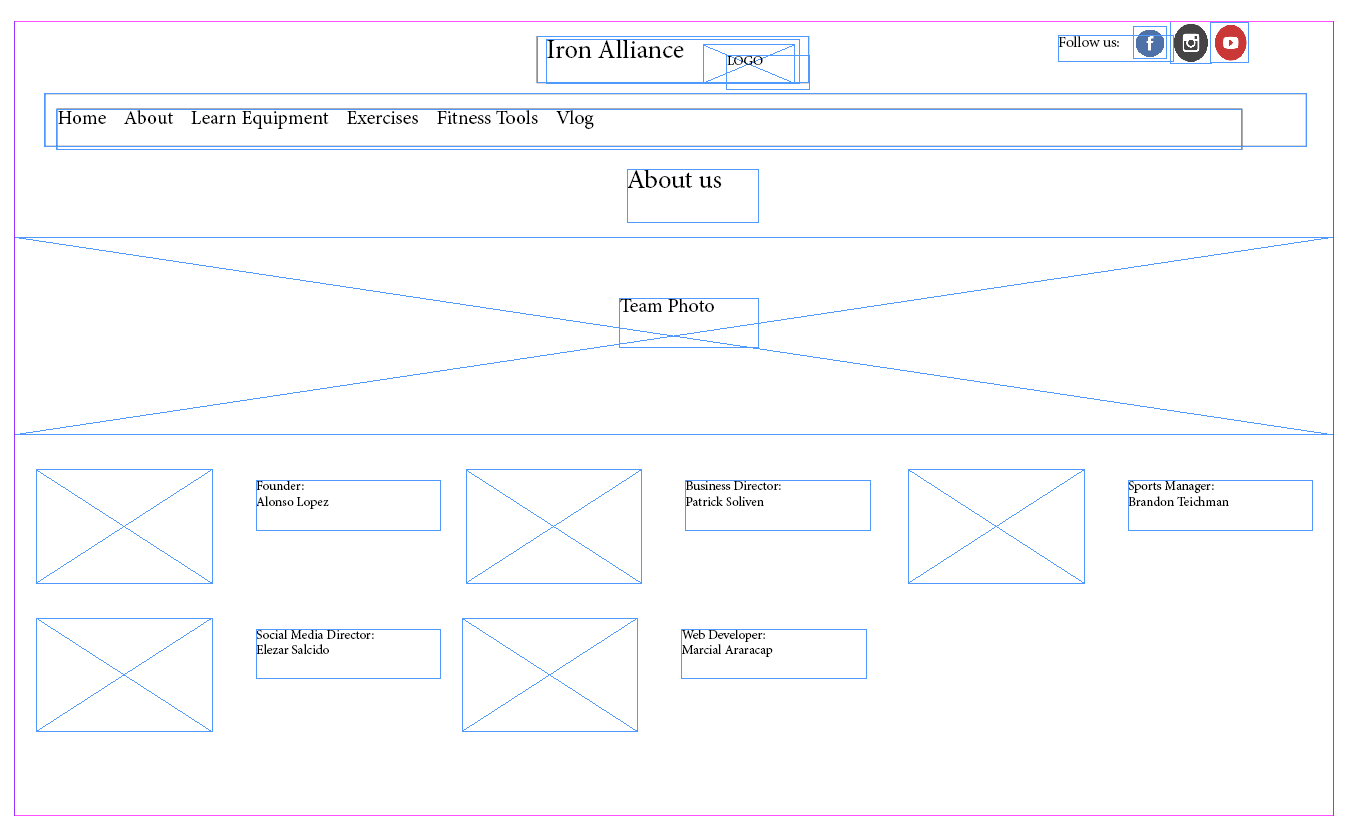 Iron Alliance
LOGO
Follow us:
Home About Learn Equipment Exercises Fitness Tools Vlog
About us
Team Photo
Founder:
Alonso Lopez
Business Director:
Patrick Soliven
Sports Manager:
Brandon Teichman
Social Media Director:
Elezar Salcido
Web Developer:
Marcial Araracap